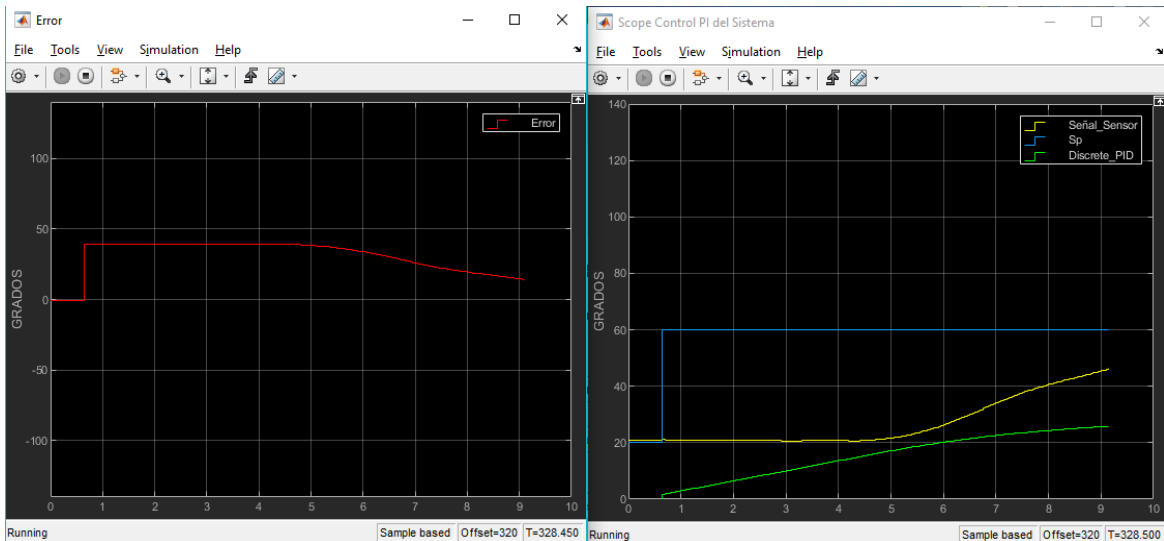 Error
File Tools View Simulation Help
Error
100
50
0
-50
-100
GRADOS
0 1 2 3 4 5 6 7 8 9 10
Running
Sample based Offset=320 T=328.450
Scope Control PI del Sistema
File Tools View Simulation Help
Señal_Sensor
Sp
Discrete_PID
140
120
100
80
60
40
20
0
GRADOS
0 1 2 3 4 5 6 7 8 9 10
Running
Sample based Offset=320 T=328.500